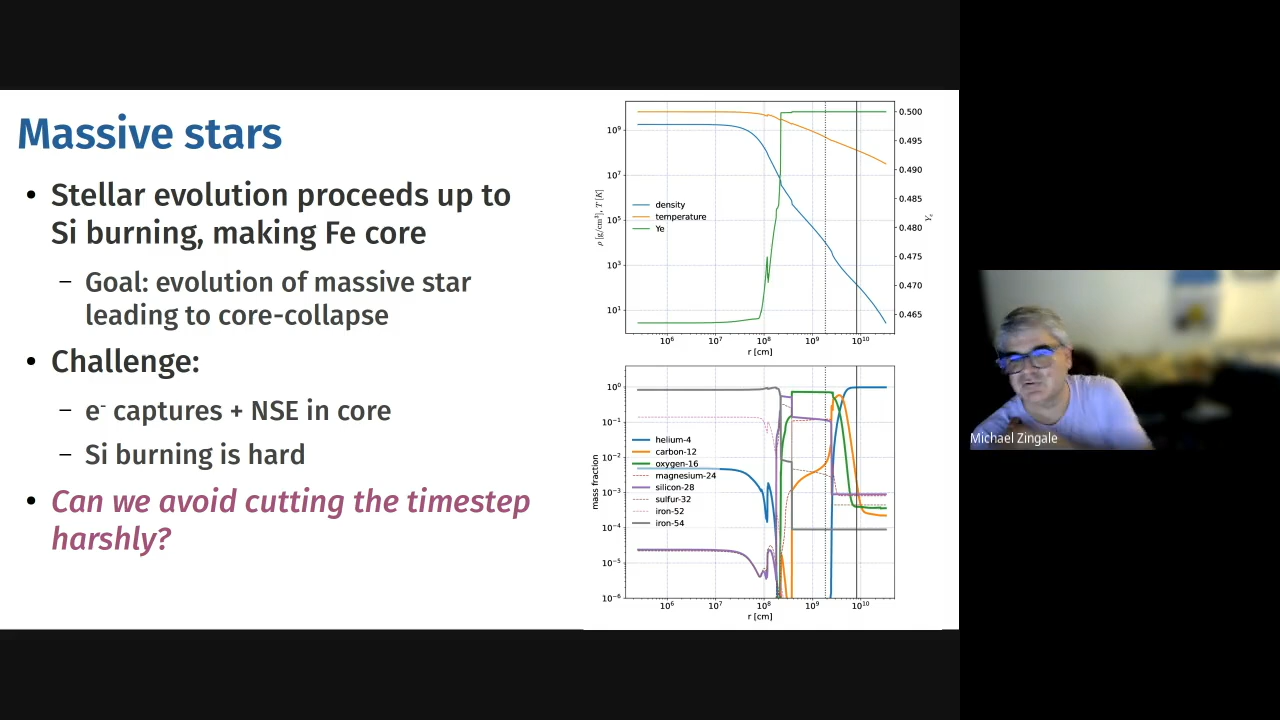 Massive stars
• Stellar evolution proceeds up to
Si burning, making Fe core
– Goal: evolution of massive star
leading to core-collapse
• Challenge:
– e⁻ captures + NSE in core
– Si burning is hard
• Can we avoid cutting the timestep
harshly?
10⁹
10⁷
10⁵
10³
10¹
ρ [g/cm³], T [K]
density
temperature
Ye
0.500
0.495
0.490
0.485
0.480
0.475
0.470
0.465
Yₑ
10⁶ 10⁷ 10⁸ 10⁹ 10¹⁰
r [cm]
10⁰
10⁻¹
10⁻²
10⁻³
10⁻⁴
10⁻⁵
10⁻⁶
mass fraction
helium-4
carbon-12
oxygen-16
magnesium-24
silicon-28
sulfur-32
iron-52
iron-54
10⁶ 10⁷ 10⁸ 10⁹ 10¹⁰
r [cm]
Michael Zingale